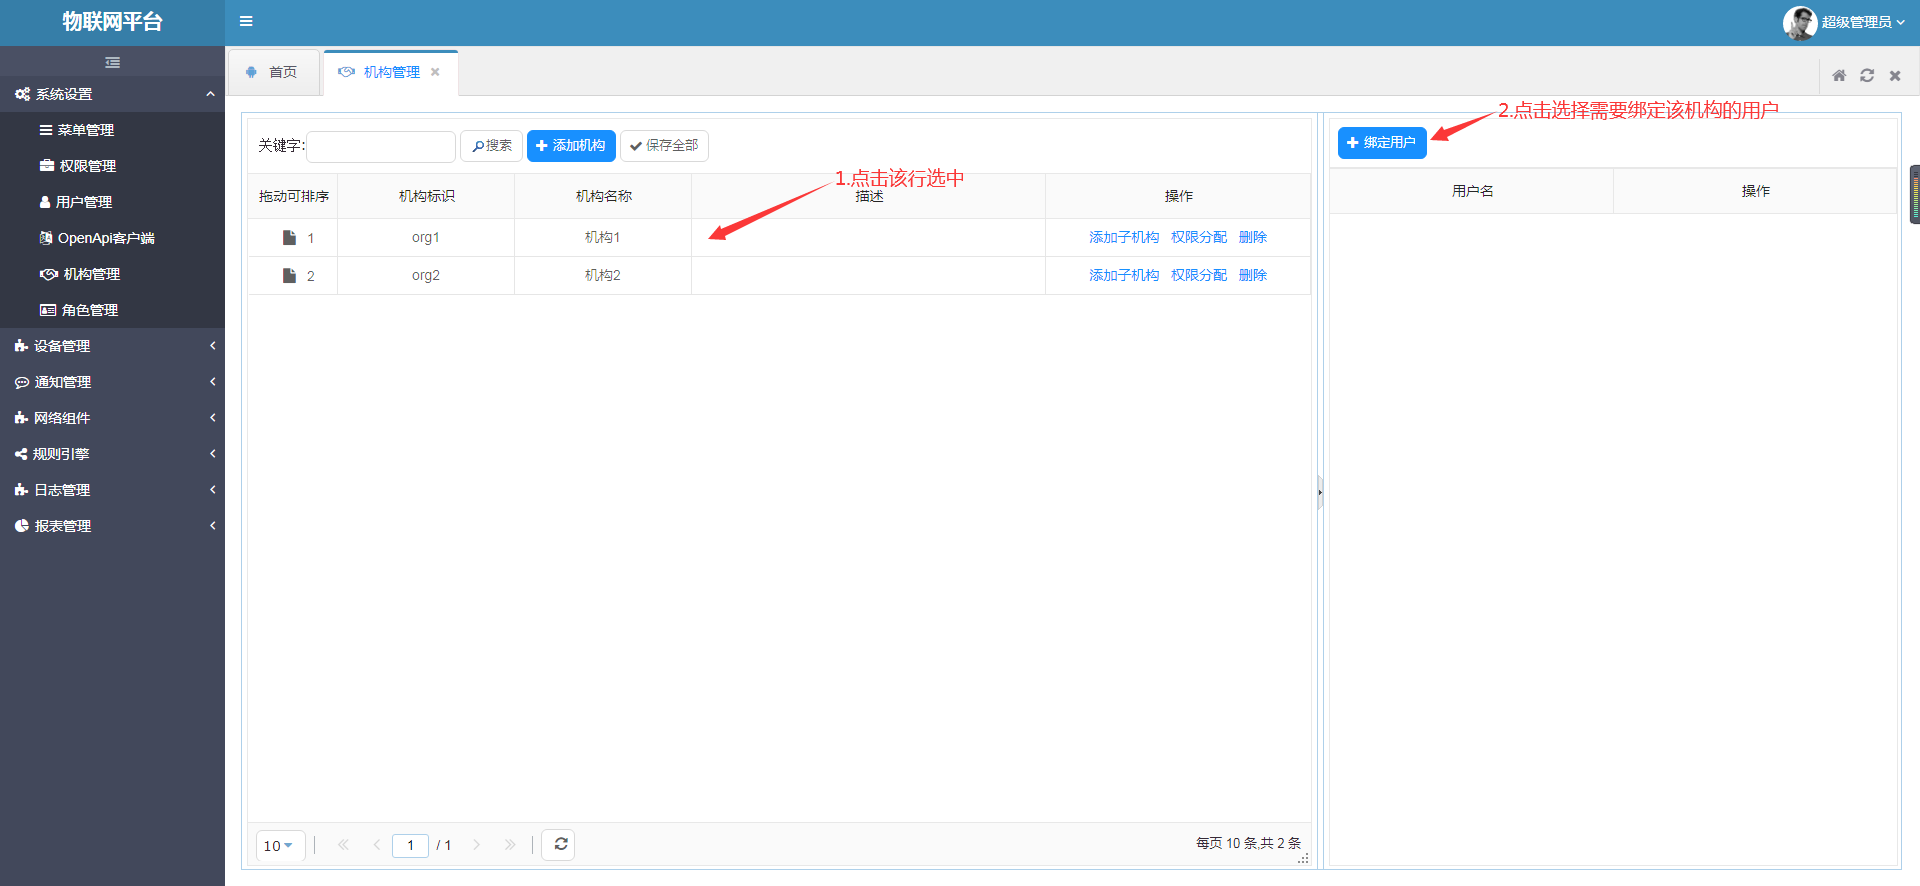 物联网平台
超级管理员
首页
机构管理
系统设置
菜单管理
权限管理
用户管理
OpenApi客户端
机构管理
角色管理
设备管理
通知管理
网络组件
规则引擎
日志管理
报表管理
关键字:
搜索
添加机构
保存全部
1.点击该行选中
拖动可排序 机构标识 机构名称 描述 操作
1 org1 机构1 添加子机构 权限分配 删除
2 org2 机构2 添加子机构 权限分配 删除
10
1 / 1
每页 10 条,共 2 条
2.点击选择需要绑定该机构的用户
绑定用户
用户名 操作